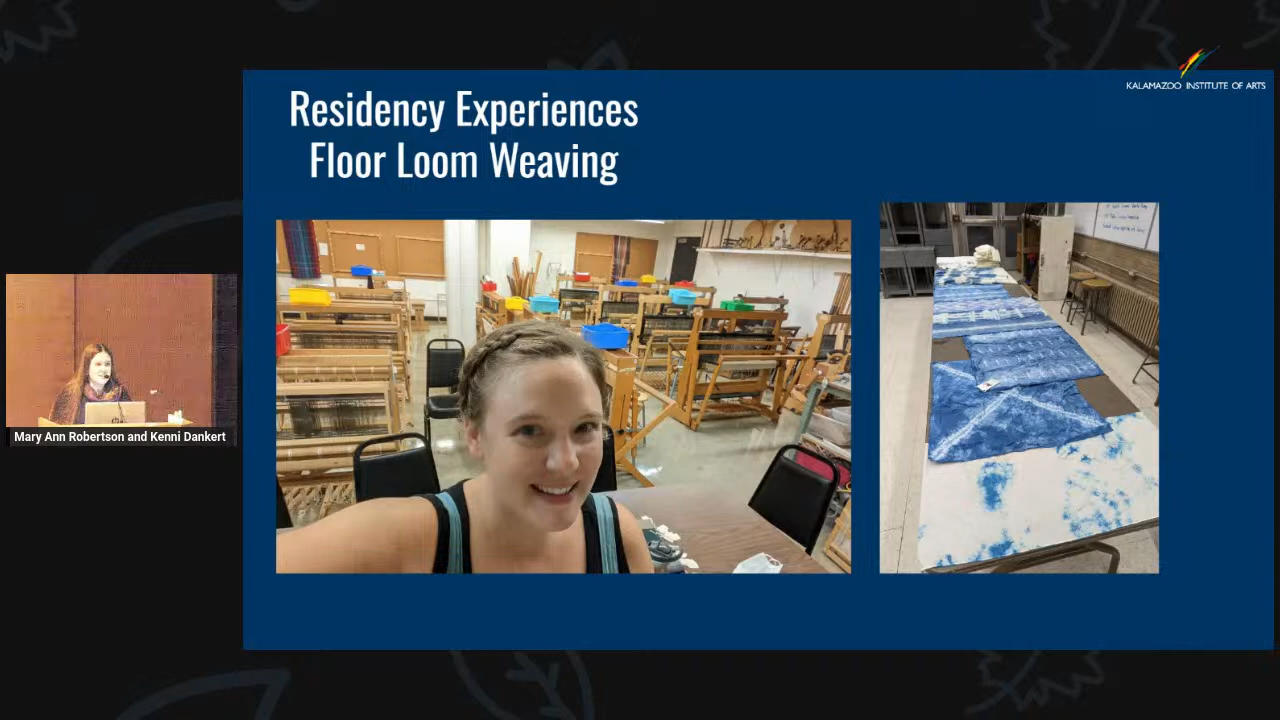 KALAMAZOO INSTITUTE OF ARTS
Residency Experiences
Floor Loom Weaving
Mary Ann Robertson and Kenni Dankert